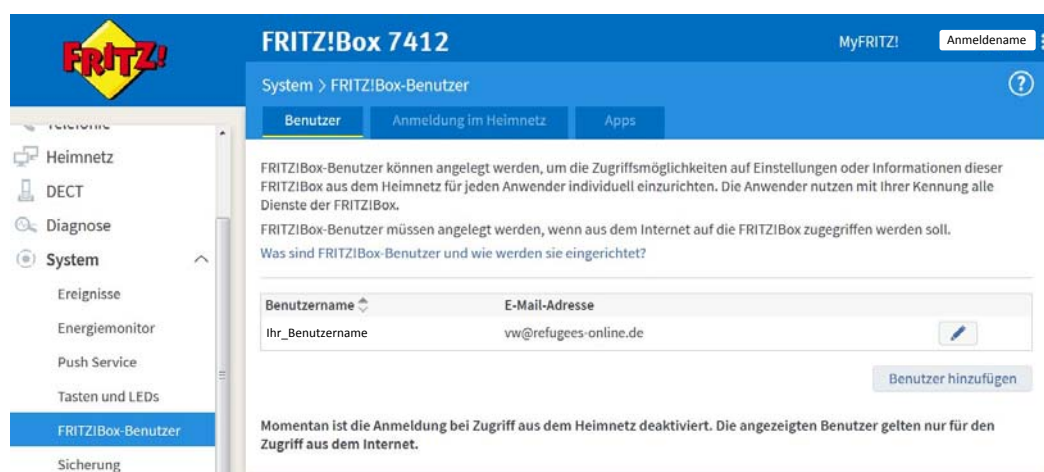 FRITZ!
FRITZ!Box 7412
MyFRITZ!
Anmeldename
System > FRITZ!Box-Benutzer
?
Benutzer
Anmeldung im Heimnetz
Apps
Telefonie
Heimnetz
DECT
Diagnose
System
Ereignisse
Energiemonitor
Push Service
Tasten und LEDs
FRITZ!Box-Benutzer
Sicherung
FRITZ!Box-Benutzer können angelegt werden, um die Zugriffsmöglichkeiten auf Einstellungen oder Informationen dieser
FRITZ!Box aus dem Heimnetz für jeden Anwender individuell einzurichten. Die Anwender nutzen mit Ihrer Kennung alle
Dienste der FRITZ!Box.
FRITZ!Box-Benutzer müssen angelegt werden, wenn aus dem Internet auf die FRITZ!Box zugegriffen werden soll.
Was sind FRITZ!Box-Benutzer und wie werden sie eingerichtet?
Benutzername
E-Mail-Adresse
Ihr_Benutzername
vw@refugees-online.de
Benutzer hinzufügen
Momentan ist die Anmeldung bei Zugriff aus dem Heimnetz deaktiviert. Die angezeigten Benutzer gelten nur für den
Zugriff aus dem Internet.